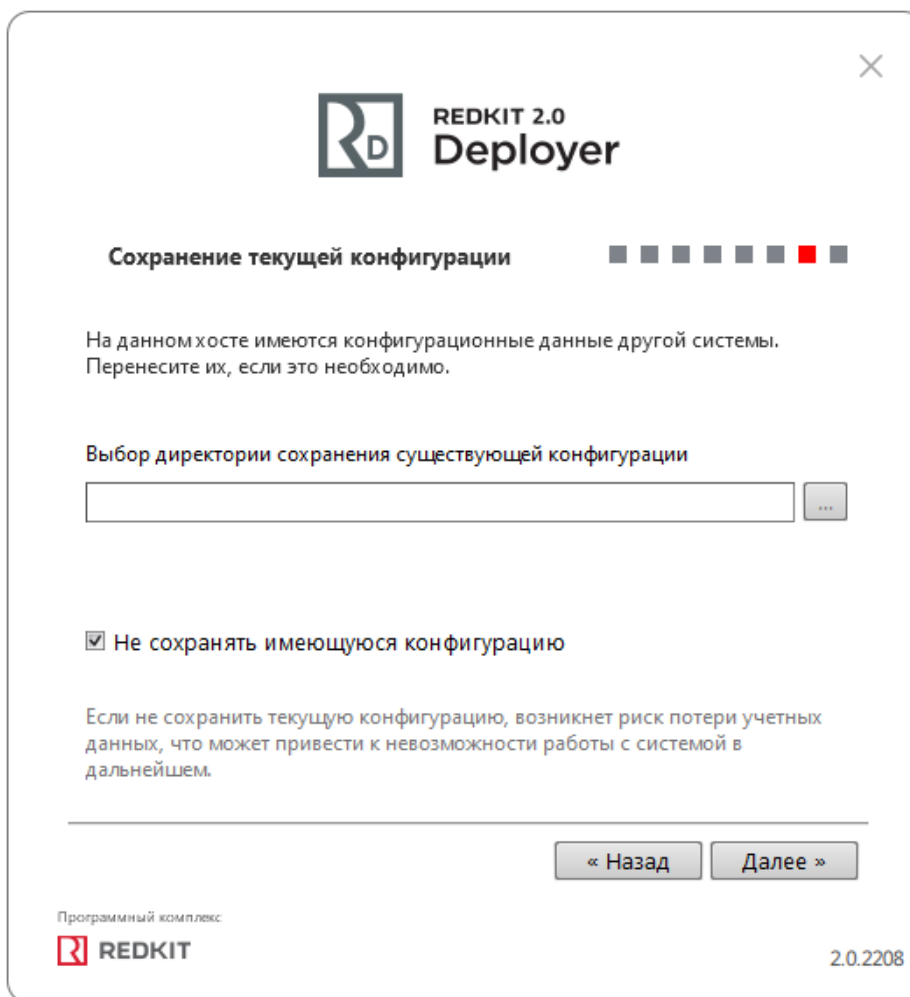 RD
REDKIT 2.0
Deployer
Сохранение текущей конфигурации
На данном хосте имеются конфигурационные данные другой системы.
Перенесите их, если это необходимо.
Выбор директории сохранения существующей конфигурации
...
Не сохранять имеющуюся конфигурацию
Если не сохранить текущую конфигурацию, возникнет риск потери учетных
данных, что может привести к невозможности работы с системой в
дальнейшем.
« Назад
Далее »
Программный комплекс
REDKIT
2.0.2208